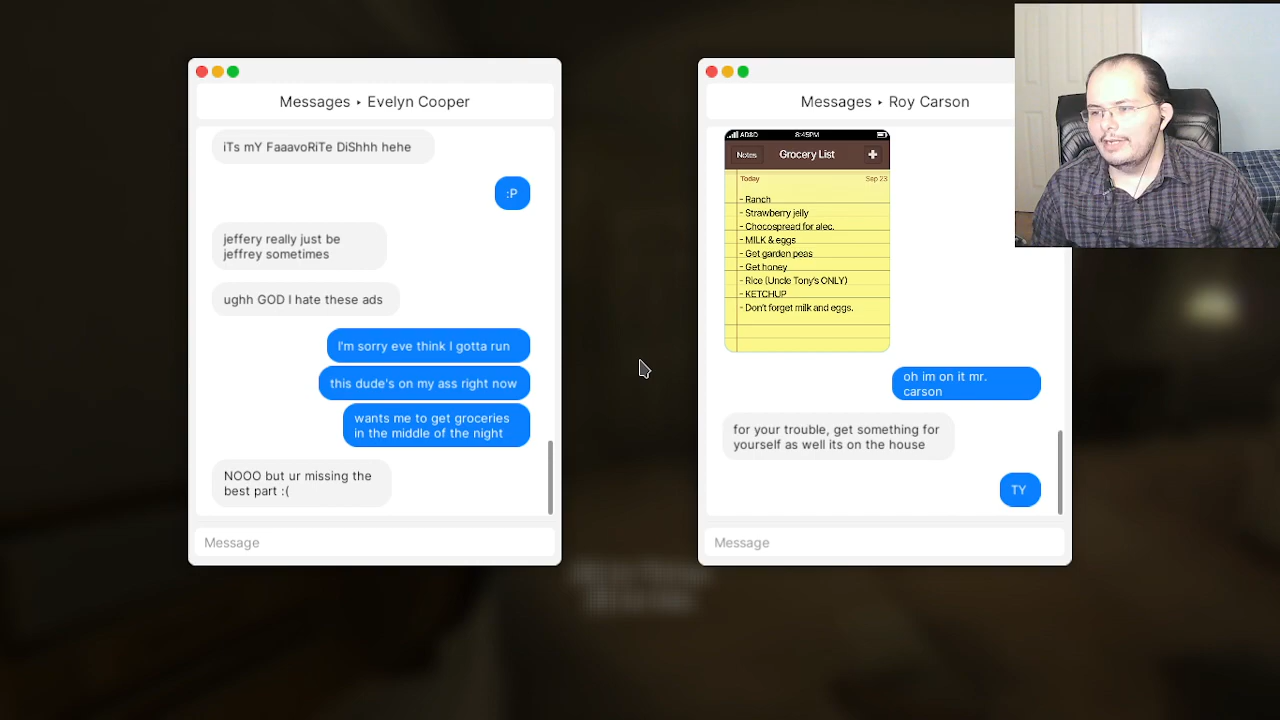 Messages ▸ Evelyn Cooper
iTs mY FaaavoRiTe DiShhh hehe
:P
jeffery really just be
jeffrey sometimes
ughh GOD I hate these ads
I'm sorry eve think I gotta run
this dude's on my ass right now
wants me to get groceries
in the middle of the night
NOOO but ur missing the
best part :(
Message
Messages ▸ Roy Carson
AD&D 8:45PM
Notes Grocery List +
Today Sep 23
- Ranch
- Strawberry jelly
- Chocospread for alec.
- MILK & eggs
- Get garden peas
- Get honey
- Rice (Uncle Tony's ONLY)
- KETCHUP
- Don't forget milk and eggs.
oh im on it mr.
carson
for your trouble, get something for
yourself as well its on the house
TY
Message